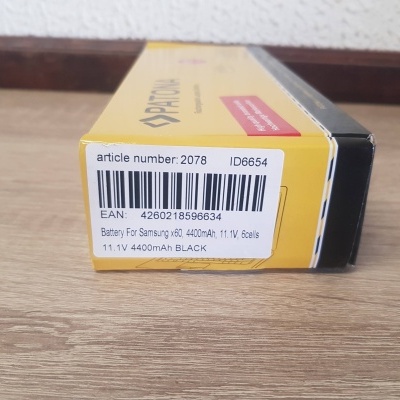 PATONA
article number: 2078 ID6654
EAN: 4260218596634
Battery For Samsung x60, 4400mAh, 11.1V, 6cells
11.1V 4400mAh BLACK